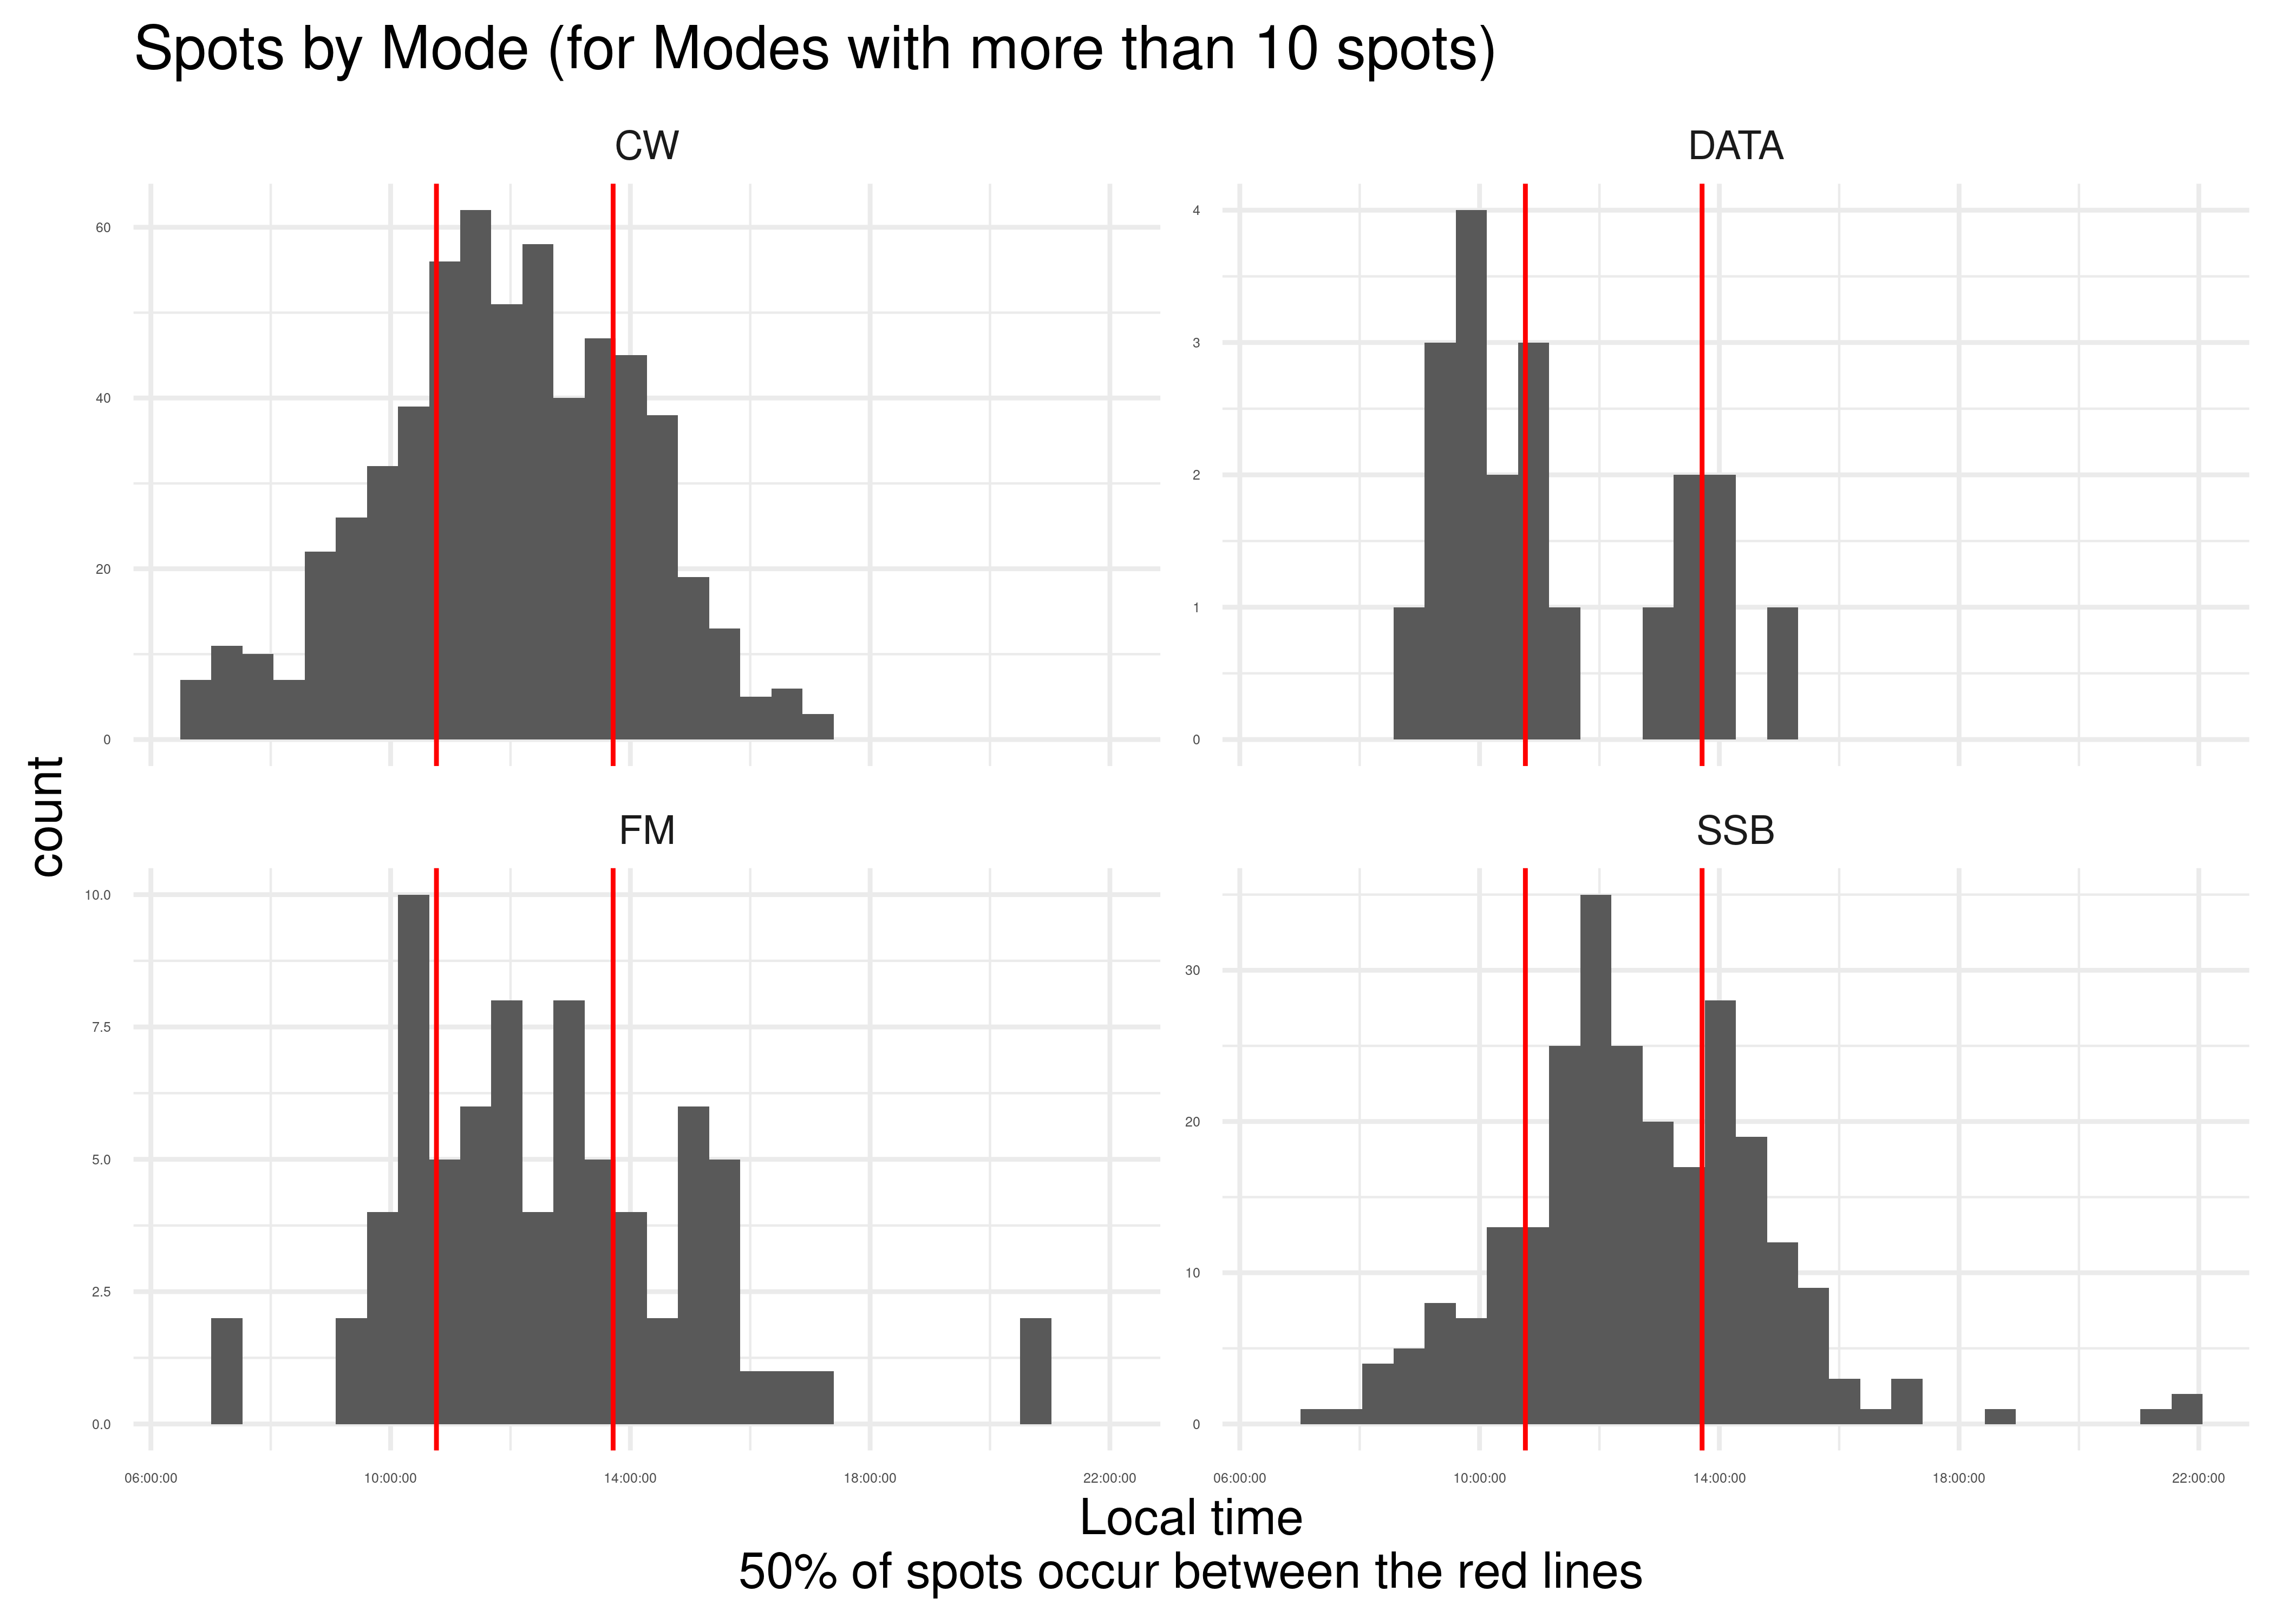 Spots by Mode (for Modes with more than 10 spots)
CW
DATA
60
40
20
0
4
3
2
1
0
count
FM
SSB
10.0
7.5
5.0
2.5
0.0
30
20
10
0
06:00:00 10:00:00 14:00:00 18:00:00 22:00:00
06:00:00 10:00:00 14:00:00 18:00:00 22:00:00
Local time
50% of spots occur between the red lines